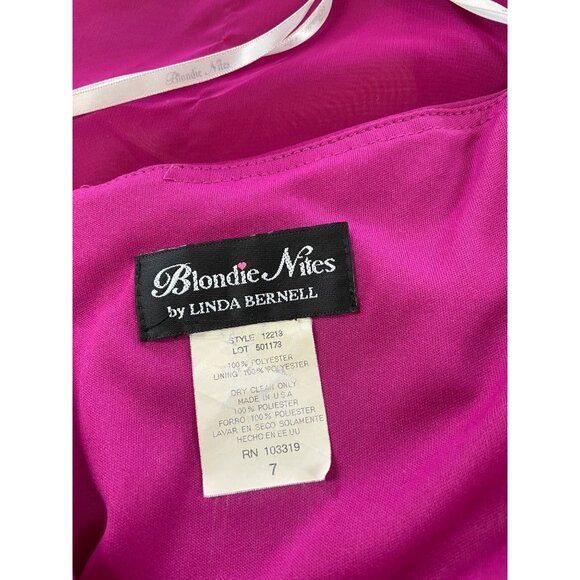 Blondie Nites
Blondie Nites
by LINDA BERNELL
STYLE 12213
LOT 501173
100% POLYESTER
LINING: 100% POLYESTER
DRY CLEAN ONLY
MADE IN U.S.A
100% POLIESTER
FORRO 100% POLIESTER
LAVAR EN SECO SOLAMENTE
HECHO EN EE.UU
RN 103319
7